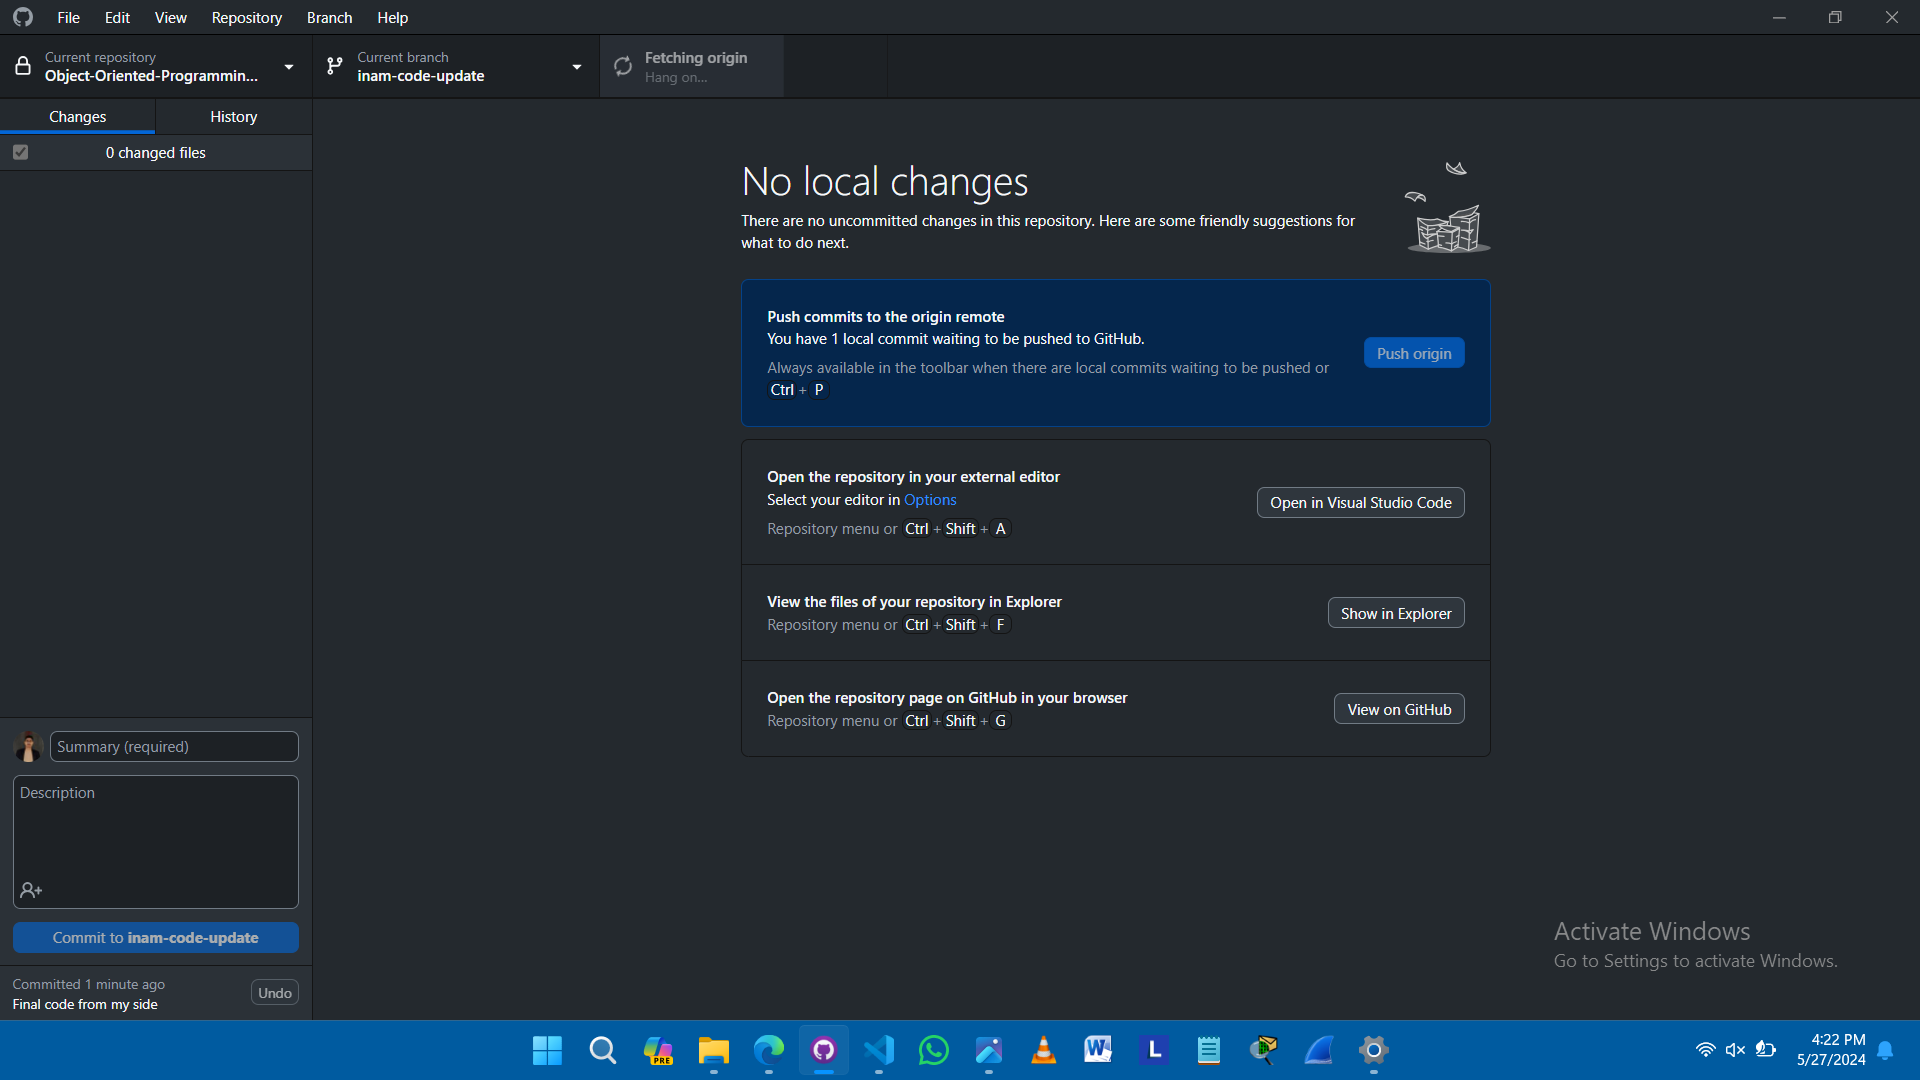 File Edit View Repository Branch Help
Current repository
Object-Oriented-Programmin...
Current branch
inam-code-update
Fetching origin
Hang on...
Changes History
0 changed files
No local changes
There are no uncommitted changes in this repository. Here are some friendly suggestions for
what to do next.
Push commits to the origin remote
You have 1 local commit waiting to be pushed to GitHub.
Always available in the toolbar when there are local commits waiting to be pushed or
Ctrl + P
Push origin
Open the repository in your external editor
Select your editor in Options
Repository menu or Ctrl + Shift + A
Open in Visual Studio Code
View the files of your repository in Explorer
Repository menu or Ctrl + Shift + F
Show in Explorer
Open the repository page on GitHub in your browser
Repository menu or Ctrl + Shift + G
View on GitHub
Summary (required)
Description
Commit to inam-code-update
Committed 1 minute ago
Final code from my side
Undo
Activate Windows
Go to Settings to activate Windows.
PRE
W
L
4:22 PM
5/27/2024